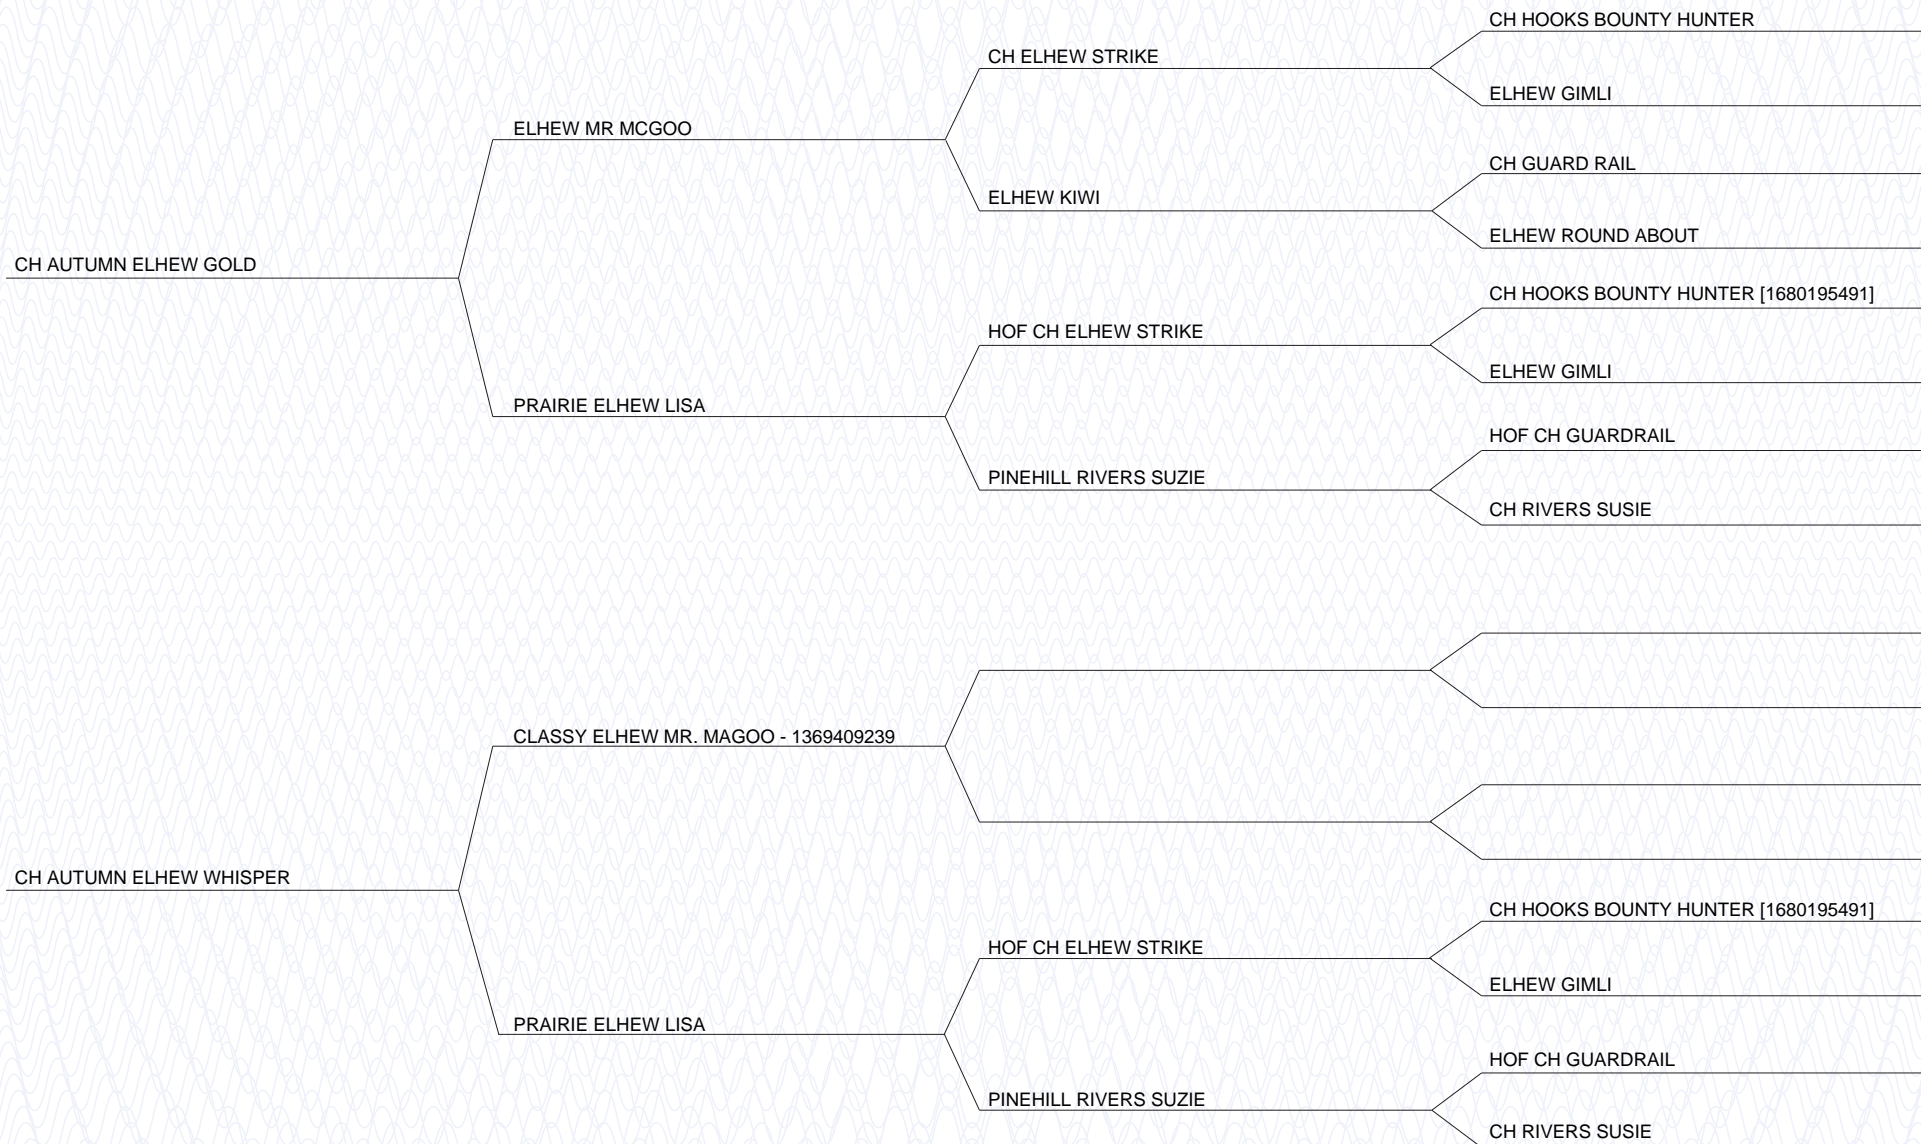 CH HOOKS BOUNTY HUNTER
CH ELHEW STRIKE
ELHEW GIMLI
ELHEW MR MCGOO
CH GUARD RAIL
ELHEW KIWI
ELHEW ROUND ABOUT
CH AUTUMN ELHEW GOLD
CH HOOKS BOUNTY HUNTER [1680195491]
HOF CH ELHEW STRIKE
ELHEW GIMLI
PRAIRIE ELHEW LISA
HOF CH GUARDRAIL
PINEHILL RIVERS SUZIE
CH RIVERS SUSIE
CLASSY ELHEW MR. MAGOO - 1369409239
CH AUTUMN ELHEW WHISPER
CH HOOKS BOUNTY HUNTER [1680195491]
HOF CH ELHEW STRIKE
ELHEW GIMLI
PRAIRIE ELHEW LISA
HOF CH GUARDRAIL
PINEHILL RIVERS SUZIE
CH RIVERS SUSIE